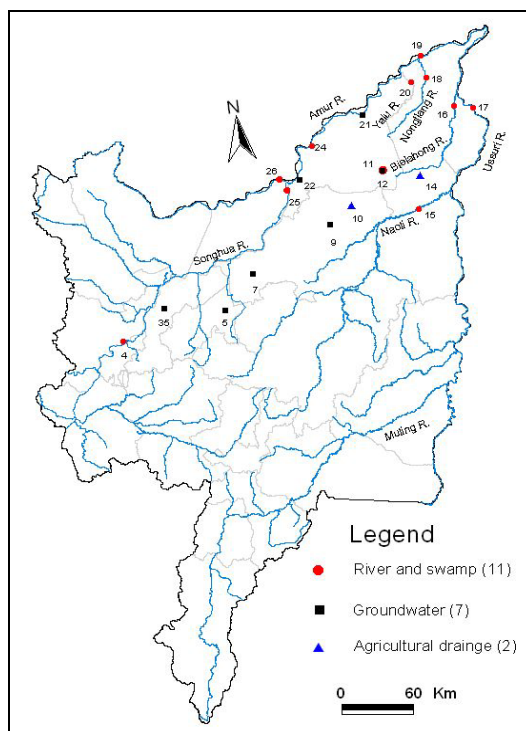 19
18
20
Amur R.
21
Yalu R.
Nongjiang R.
16
17
N
24
Bielahong R.
Ussuri R.
11
12
14
26
22
25
10
Naoli R.
15
9
Songhua R.
7
35
5
4
Muling R.
Legend
River and swamp (11)
Groundwater (7)
Agricultural drainge (2)
0 60 Km